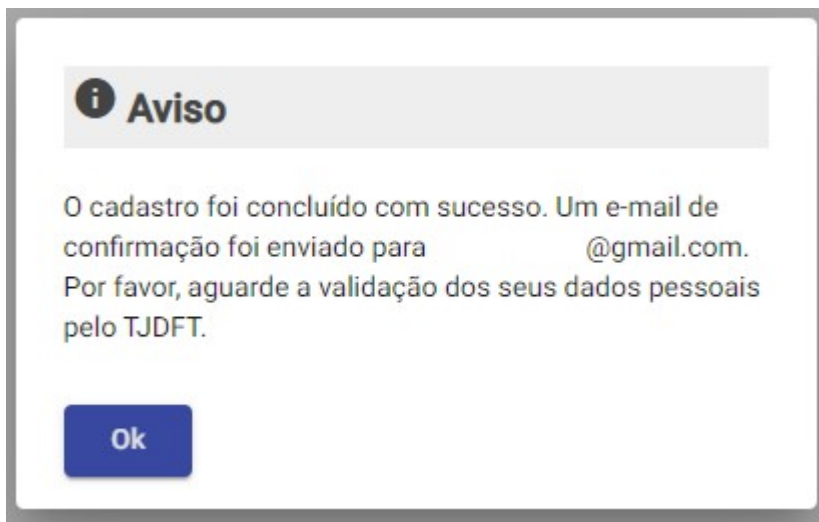 Aviso
O cadastro foi concluído com sucesso. Um e-mail de
confirmação foi enviado para @gmail.com.
Por favor, aguarde a validação dos seus dados pessoais
pelo TJDFT.
Ok